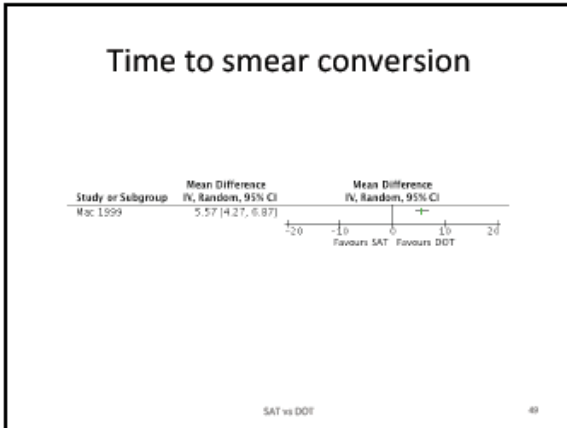 Time to smear conversion
Mean Difference Mean Difference
Study or Subgroup IV, Random, 95% CI IV, Random, 95% CI
Mac 1999 5.57 [4.27, 6.87]
-20 -10 0 10 20
Favours SAT Favours DOT
SAT vs DOT 49